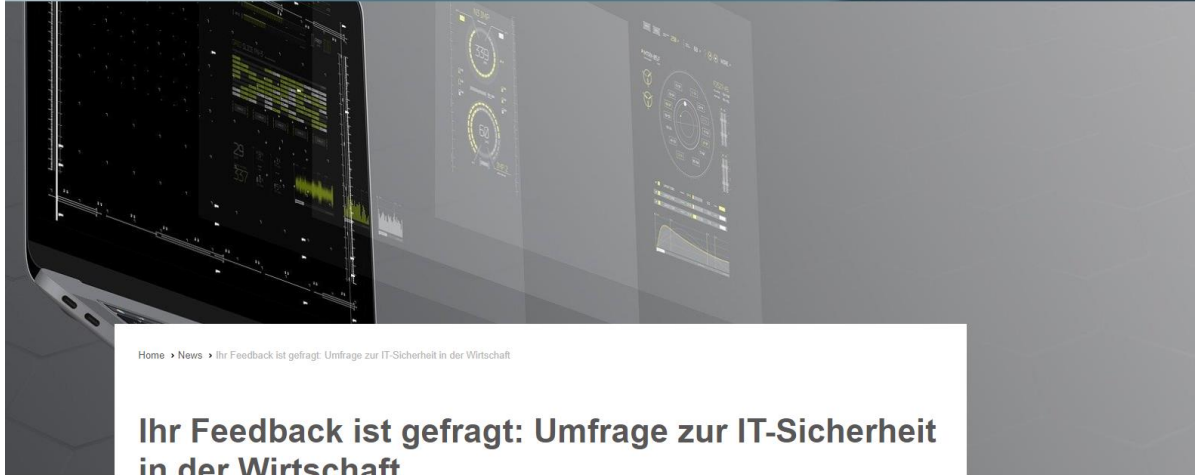 Home › News › Ihr Feedback ist gefragt: Umfrage zur IT-Sicherheit in der Wirtschaft
Ihr Feedback ist gefragt: Umfrage zur IT-Sicherheit
in der Wirtschaft